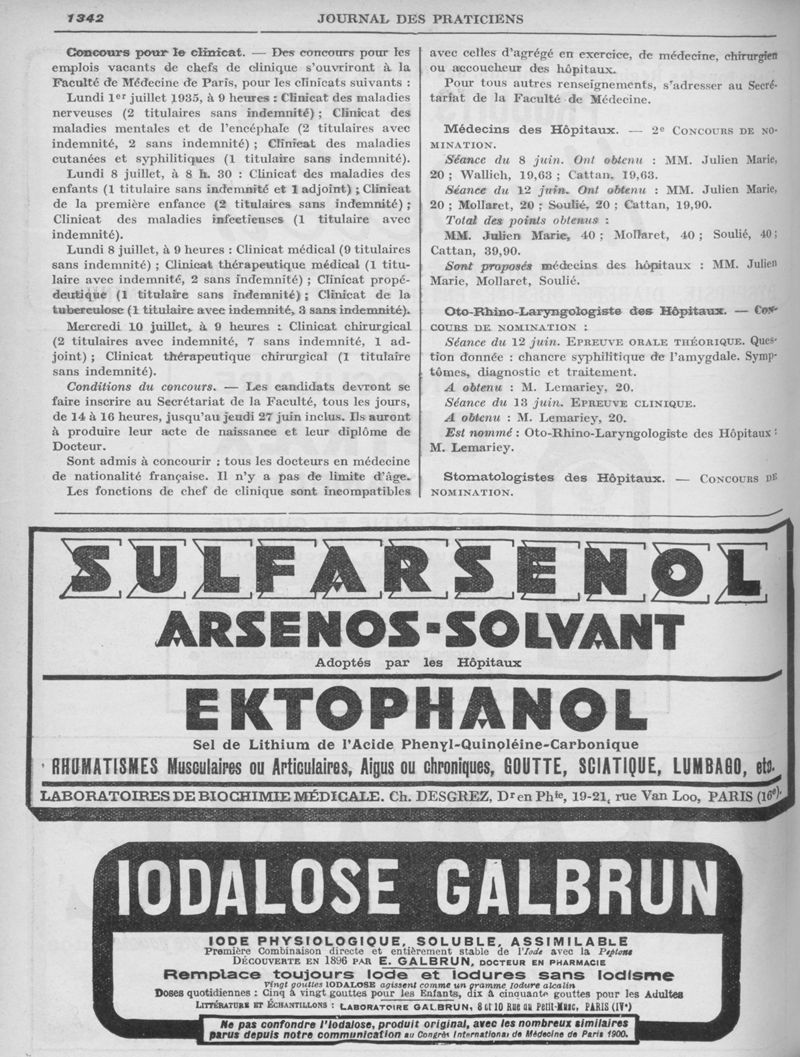 1342
JOURNAL DES PRATICIENS
Concours pour le clinicat. — Des concours pour les
emplois vacants de chefs de clinique s'ouvriront à la
Faculté de Médecine de Paris, pour les clinicats suivants :
Lundi 1er juillet 1935, à 9 heures : Clinicat des maladies
nerveuses (2 titulaires sans indemnité) ; Clinicat des
maladies mentales et de l'encéphale (2 titulaires avec
indemnité, 2 sans indemnité) ; Clinicat des maladies
cutanées et syphilitiques (1 titulaire sans indemnité).
Lundi 8 juillet, à 8 h. 30 : Clinicat des maladies des
enfants (1 titulaire sans indemnité et 1 adjoint) ; Clinicat
de la première enfance (2 titulaires sans indemnité) ;
Clinicat des maladies infectieuses (1 titulaire avec
indemnité).
Lundi 8 juillet, à 9 heures : Clinicat médical (9 titulaires
sans indemnité) ; Clinicat thérapeutique médical (1 titu-
laire avec indemnité, 2 sans indemnité) ; Clinicat propé-
deutique (1 titulaire sans indemnité) ; Clinicat de la
tuberculose (1 titulaire avec indemnité, 3 sans indemnité).
Mercredi 10 juillet, à 9 heures : Clinicat chirurgical
(2 titulaires avec indemnité, 7 sans indemnité, 1 ad-
joint) ; Clinicat thérapeutique chirurgical (1 titulaire
sans indemnité).
Conditions du concours. — Les candidats devront se
faire inscrire au Secrétariat de la Faculté, tous les jours,
de 14 à 16 heures, jusqu'au jeudi 27 juin inclus. Ils auront
à produire leur acte de naissance et leur diplôme de
Docteur.
Sont admis à concourir : tous les docteurs en médecine
de nationalité française. Il n'y a pas de limite d'âge.
Les fonctions de chef de clinique sont incompatibles
avec celles d'agrégé en exercice, de médecine, chirurgien
ou accoucheur des hôpitaux.
Pour tous autres renseignements, s'adresser au Secré-
tariat de la Faculté de Médecine.
Médecins des Hôpitaux. — 2e CONCOURS DE NO-
MINATION.
Séance du 8 juin. Ont obtenu : MM. Julien Marie,
20 ; Wallich, 19,63 ; Cattan. 19,63.
Séance du 12 juin. Ont obtenu : MM. Julien Marie,
20 ; Mollaret, 20 ; Soulié, 20 ; Cattan, 19,90.
Total des points obtenus :
MM. Julien Marie, 40 ; Mollaret, 40 ; Soulié, 40 ;
Cattan, 39,90.
Sont proposés médecins des hôpitaux : MM. Julien
Marie, Mollaret, Soulié.
Oto-Rhino-Laryngologiste des Hôpitaux. — CON-
COURS DE NOMINATION :
Séance du 12 juin. EPREUVE ORALE THÉORIQUE. Ques-
tion donnée : chancre syphilitique de l'amygdale. Symp-
tômes, diagnostic et traitement.
A obtenu : M. Lemariey, 20.
Séance du 13 juin. EPREUVE CLINIQUE.
A obtenu : M. Lemariey, 20.
Est nommé : Oto-Rhino-Laryngologiste des Hôpitaux :
M. Lemariey.
Stomatologistes des Hôpitaux. — CONCOURS DE
NOMINATION.
SULFARSENOL
ARSENOS-SOLVANT
Adoptés par les Hôpitaux
EKTOPHANOL
Sel de Lithium de l'Acide Phenyl-Quinoléine-Carbonique
RHUMATISMES Musculaires ou Articulaires, Aigus ou chroniques, GOUTTE, SCIATIQUE, LUMBAGO, etc.
LABORATOIRES DE BIOCHIMIE MÉDICALE. Ch. DESGREZ, Dr en Phie, 19-21, rue Van Loo, PARIS (16e).
IODALOSE GALBRUN
IODE PHYSIOLOGIQUE, SOLUBLE, ASSIMILABLE
Première Combinaison directe et entièrement stable de l'Iode avec la Peptone
DÉCOUVERTE EN 1896 PAR E. GALBRUN, DOCTEUR EN PHARMACIE
Remplace toujours Iode et Iodures sans Iodisme
Vingt gouttes IODALOSE agissent comme un gramme Iodure alcalin
Doses quotidiennes : Cinq à vingt gouttes pour les Enfants, dix à cinquante gouttes pour les Adultes
LITTÉRATURE ET ÉCHANTILLONS : LABORATOIRE GALBRUN, 8 et 10 Rue du Petit-Musc, PARIS (IVe)
Ne pas confondre l'Iodalose, produit original, avec les nombreux similaires
parus depuis notre communication au Congrès International de Médecine de Paris 1900.